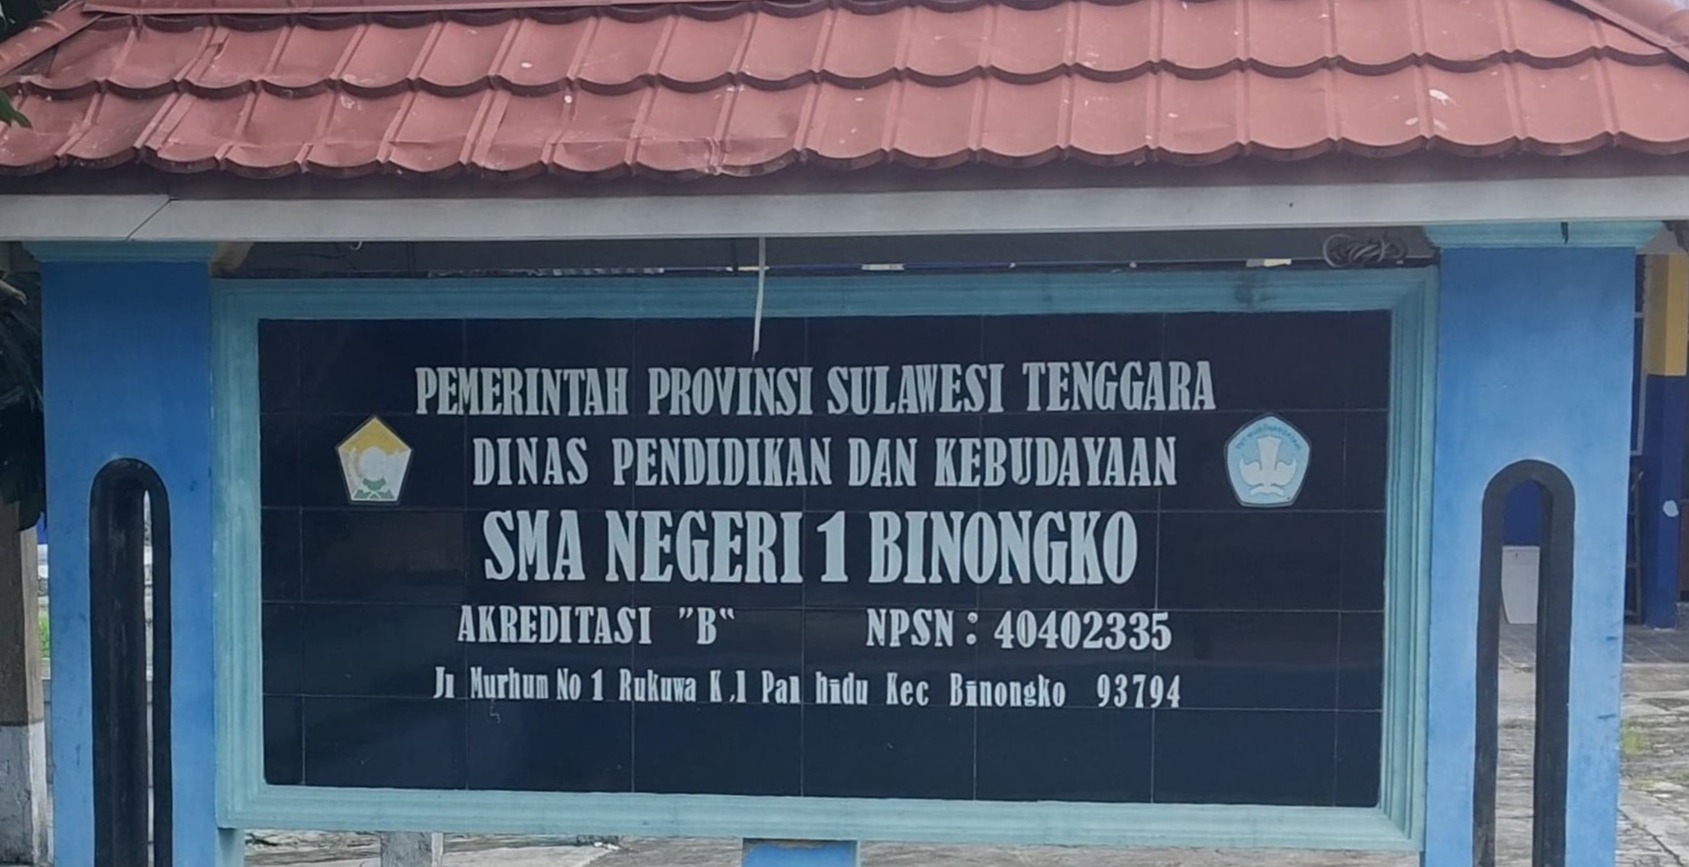 PEMERINTAH PROVINSI SULAWESI TENGGARA
DINAS PENDIDIKAN DAN KEBUDAYAAN
SMA NEGERI 1 BINONGKO
AKREDITASI "B" NPSN : 40402335
Jl Murhum No 1 Rukuwa Kec Binongko 93794